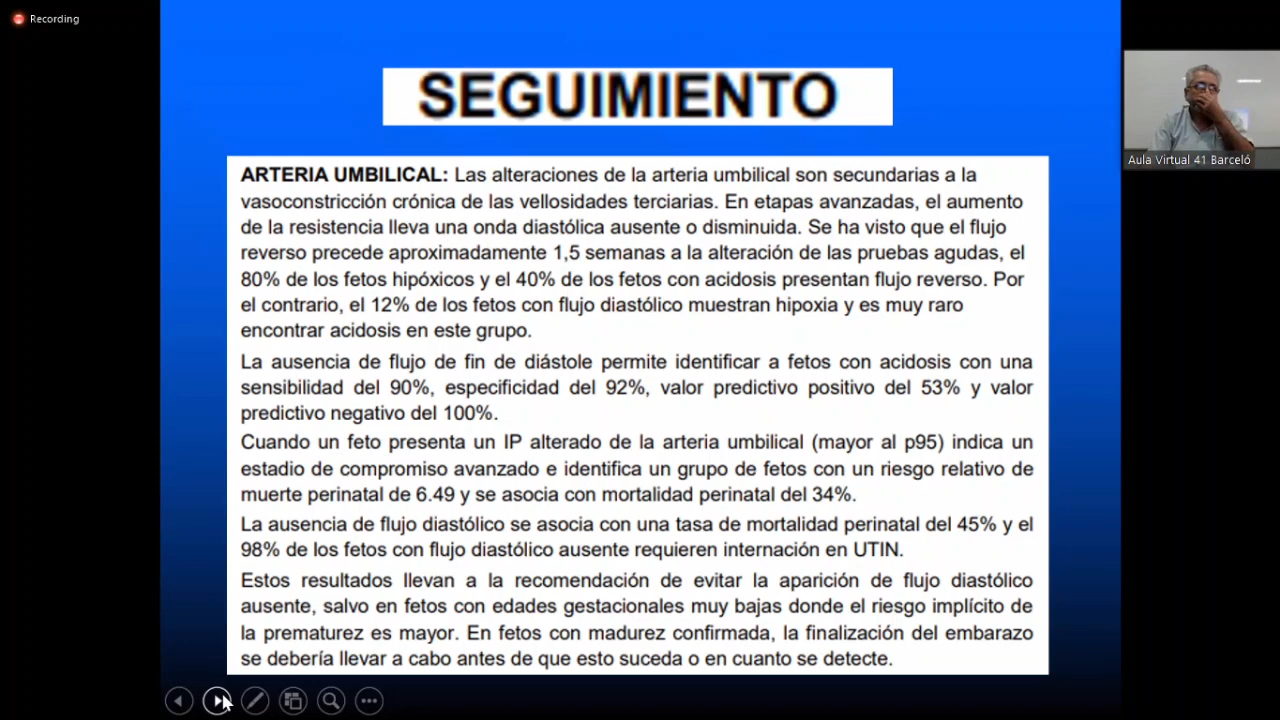 Recording
SEGUIMIENTO
Aula Virtual 41 Barceló
ARTERIA UMBILICAL: Las alteraciones de la arteria umbilical son secundarias a la
vasoconstricción crónica de las vellosidades terciarias. En etapas avanzadas, el aumento
de la resistencia lleva una onda diastólica ausente o disminuida. Se ha visto que el flujo
reverso precede aproximadamente 1,5 semanas a la alteración de las pruebas agudas, el
80% de los fetos hipóxicos y el 40% de los fetos con acidosis presentan flujo reverso. Por
el contrario, el 12% de los fetos con flujo diastólico muestran hipoxia y es muy raro
encontrar acidosis en este grupo.
La ausencia de flujo de fin de diástole permite identificar a fetos con acidosis con una
sensibilidad del 90%, especificidad del 92%, valor predictivo positivo del 53% y valor
predictivo negativo del 100%.
Cuando un feto presenta un IP alterado de la arteria umbilical (mayor al p95) indica un
estadio de compromiso avanzado e identifica un grupo de fetos con un riesgo relativo de
muerte perinatal de 6.49 y se asocia con mortalidad perinatal del 34%.
La ausencia de flujo diastólico se asocia con una tasa de mortalidad perinatal del 45% y el
98% de los fetos con flujo diastólico ausente requieren internación en UTIN.
Estos resultados llevan a la recomendación de evitar la aparición de flujo diastólico
ausente, salvo en fetos con edades gestacionales muy bajas donde el riesgo implícito de
la prematurez es mayor. En fetos con madurez confirmada, la finalización del embarazo
se debería llevar a cabo antes de que esto suceda o en cuanto se detecte.